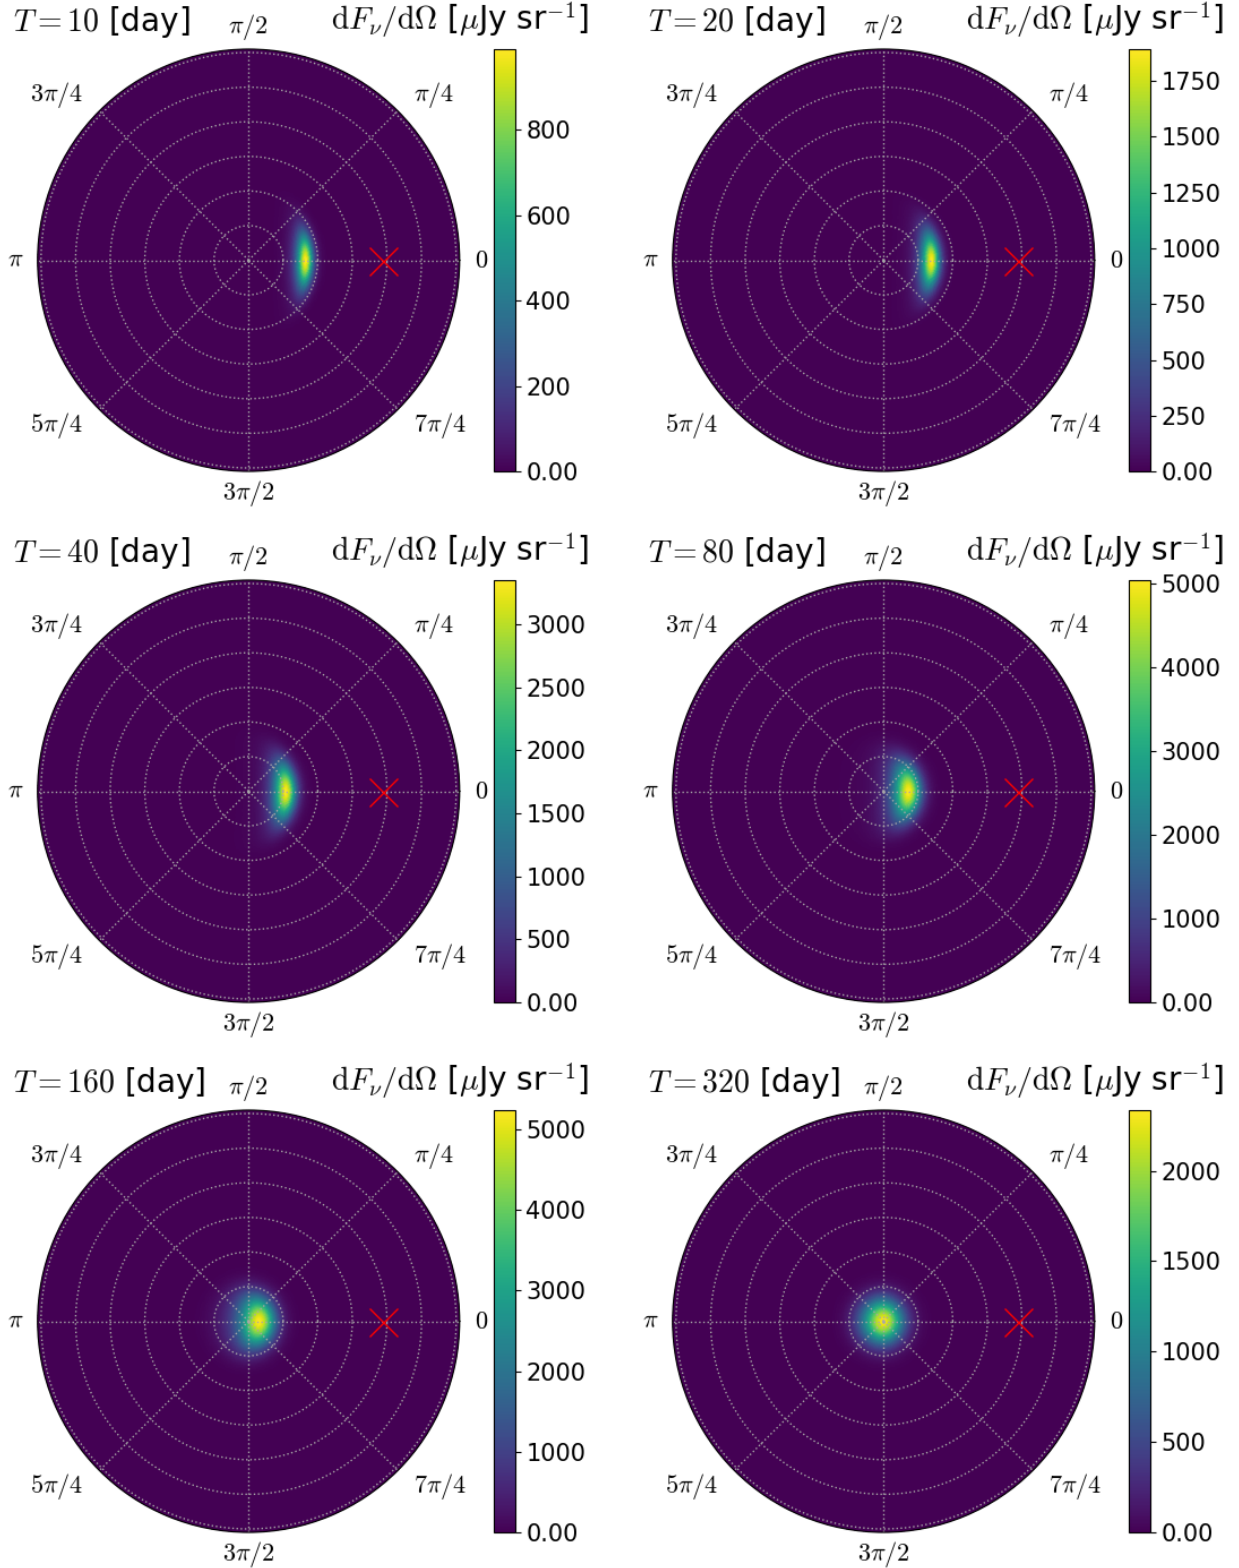 T = 10 [day] π/2 dF_ν/dΩ [μJy sr⁻¹] T = 20 [day] π/2 dF_ν/dΩ [μJy sr⁻¹]
3π/4 π/4 800 3π/4 π/4 1750
1500
600 1250
π 0 π 0
1000
400 750
500
5π/4 7π/4 200 5π/4 7π/4 250
0.00 0.00
3π/2 3π/2
T = 40 [day] π/2 dF_ν/dΩ [μJy sr⁻¹] T = 80 [day] π/2 dF_ν/dΩ [μJy sr⁻¹]
5000
3π/4 π/4 3000 3π/4 π/4
2500 4000
2000 3000
π 0 π 0
1500
1000 2000
5π/4 7π/4 5π/4 7π/4
500 1000
0.00 0.00
3π/2 3π/2
T = 160 [day] π/2 dF_ν/dΩ [μJy sr⁻¹] T = 320 [day] π/2 dF_ν/dΩ [μJy sr⁻¹]
5000
3π/4 π/4 3π/4 π/4 2000
4000
1500
3000
π 0 π 0
2000 1000
5π/4 7π/4 1000 5π/4 7π/4 500
0.00 0.00
3π/2 3π/2